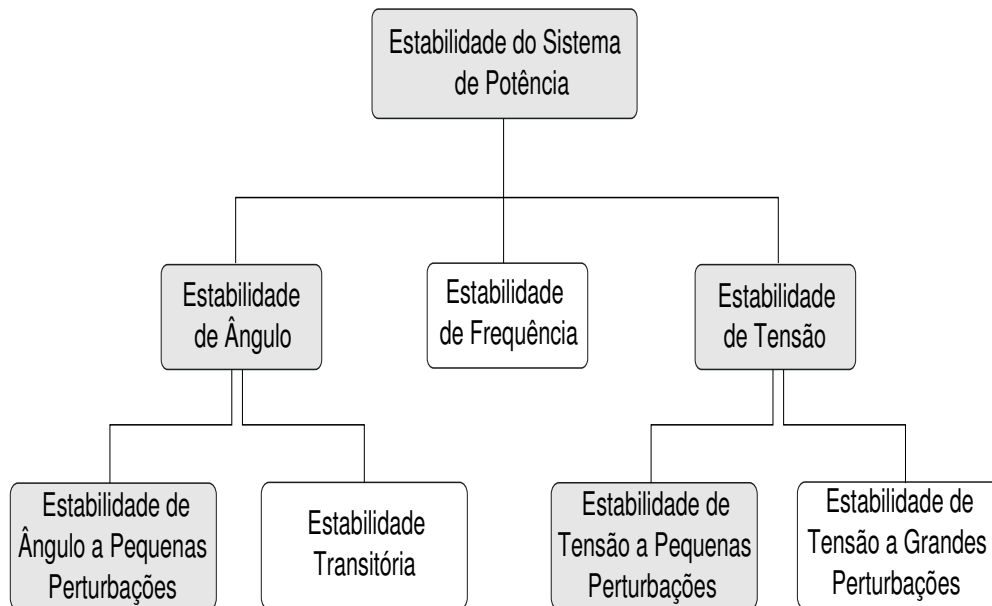 Estabilidade do Sistema
de Potência
Estabilidade
de Ângulo
Estabilidade
de Frequência
Estabilidade
de Tensão
Estabilidade de
Ângulo a Pequenas
Perturbações
Estabilidade
Transitória
Estabilidade de
Tensão a Pequenas
Perturbações
Estabilidade de
Tensão a Grandes
Perturbações